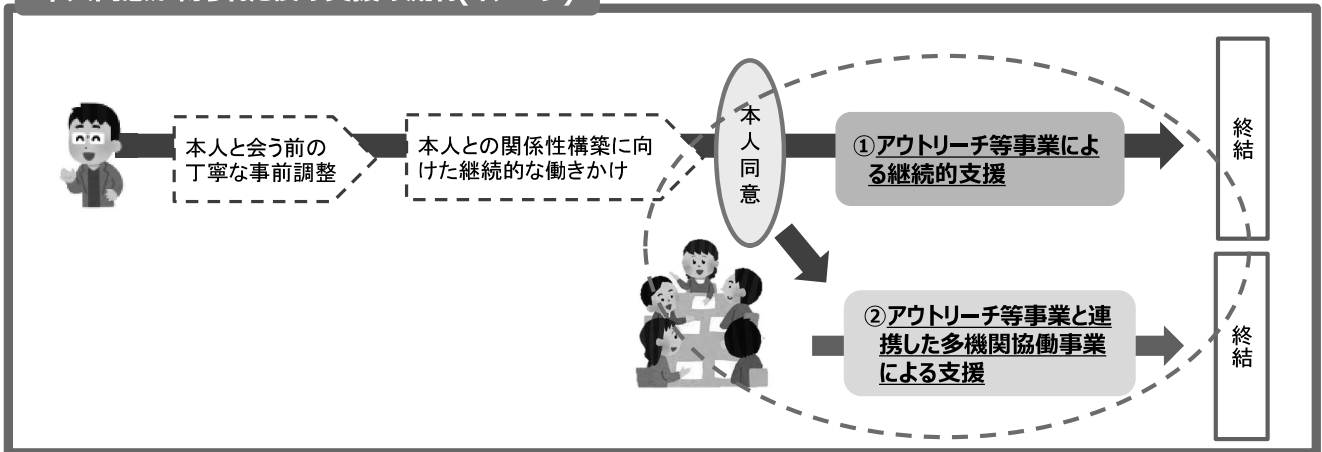 本人と会う前の
丁寧な事前調整
本人との関係性構築に向
けた継続的な働きかけ
本人同意
①アウトリーチ等事業によ
る継続的支援
終結
②アウトリーチ等事業と連
携した多機関協働事業
による支援
終結